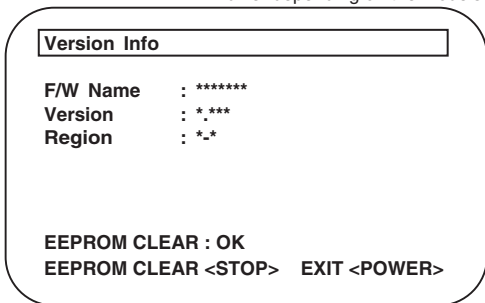 Version Info
F/W Name : *******
Version : *.***
Region : *-*
EEPROM CLEAR : OK
EEPROM CLEAR <STOP> EXIT <POWER>